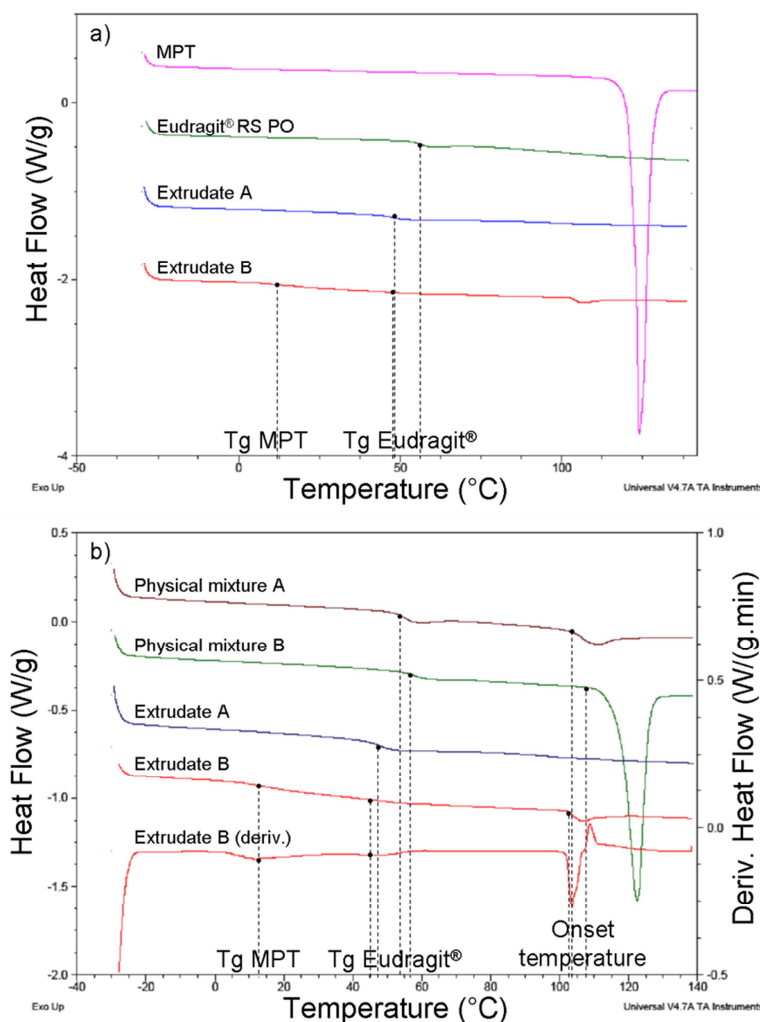 a)
MPT
Eudragit® RS PO
Extrudate A
Extrudate B
Heat Flow (W/g)
0
-2
-4
Tg MPT
Tg Eudragit®
-50
0
50
100
Exo Up
Temperature (°C)
Universal V4.7A TA Instruments
b)
Physical mixture A
Physical mixture B
Extrudate A
Extrudate B
Extrudate B (deriv.)
Heat Flow (W/g)
0.5
0.0
-0.5
-1.0
-1.5
-2.0
Deriv. Heat Flow (W/(g.min)
1.0
0.5
0.0
-0.5
Tg MPT
Tg Eudragit®
Onset
temperature
-40
-20
0
20
40
60
80
100
120
140
Exo Up
Temperature (°C)
Universal V4.7A TA Instruments